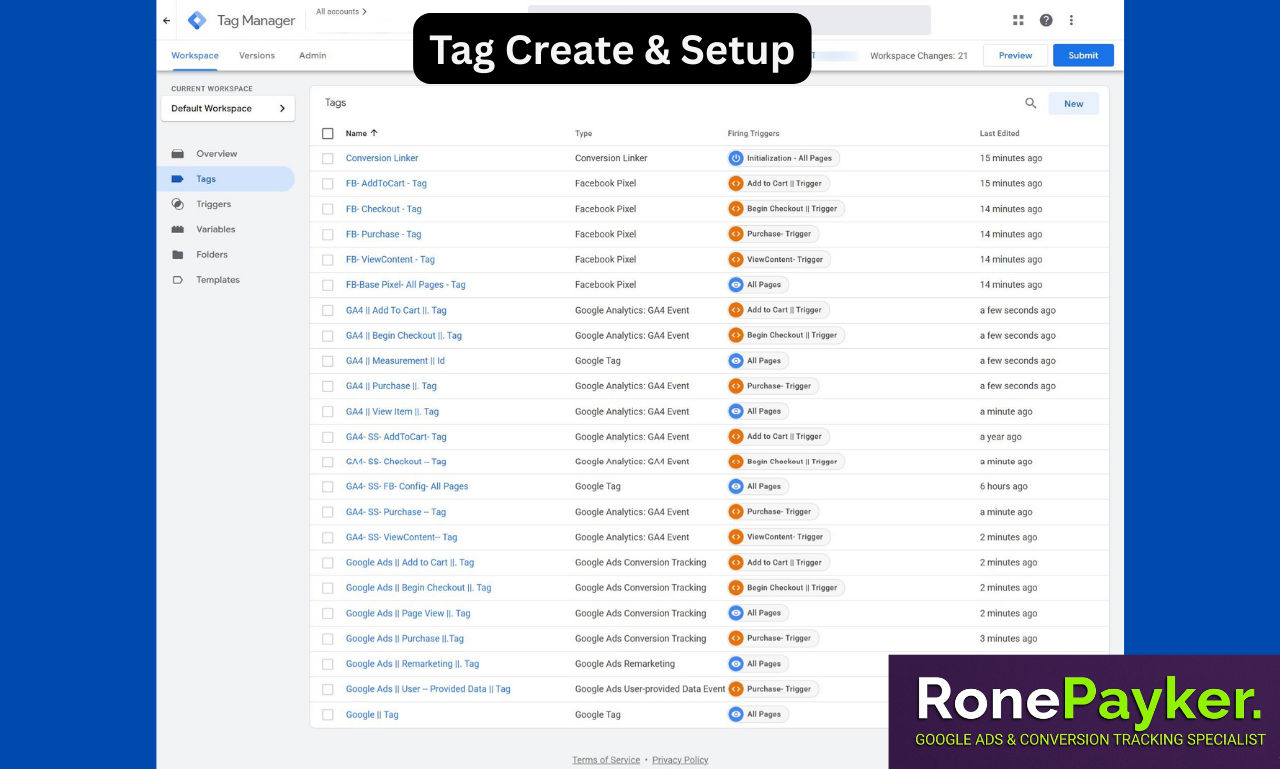 Tag Manager
All accounts >
Tag Create & Setup
Workspace Versions Admin
Workspace Changes: 21 Preview Submit
CURRENT WORKSPACE
Default Workspace
Overview
Tags
Triggers
Variables
Folders
Templates
Tags New
Name Type Firing Triggers Last Edited
Conversion Linker Conversion Linker Initialization - All Pages 15 minutes ago
FB- AddToCart - Tag Facebook Pixel Add to Cart || Trigger 15 minutes ago
FB- Checkout - Tag Facebook Pixel Begin Checkout || Trigger 14 minutes ago
FB- Purchase - Tag Facebook Pixel Purchase- Trigger 14 minutes ago
FB- ViewContent - Tag Facebook Pixel ViewContent- Trigger 14 minutes ago
FB-Base Pixel- All Pages - Tag Facebook Pixel All Pages 14 minutes ago
GA4 || Add To Cart ||. Tag Google Analytics: GA4 Event Add to Cart || Trigger a few seconds ago
GA4 || Begin Checkout ||. Tag Google Analytics: GA4 Event Begin Checkout || Trigger a few seconds ago
GA4 || Measurement || Id Google Tag All Pages a few seconds ago
GA4 || Purchase ||. Tag Google Analytics: GA4 Event Purchase- Trigger a few seconds ago
GA4 || View Item ||. Tag Google Analytics: GA4 Event All Pages a minute ago
GA4- SS- AddToCart- Tag Google Analytics: GA4 Event Add to Cart || Trigger a year ago
GA4- SS- Checkout -- Tag Google Analytics: GA4 Event Begin Checkout || Trigger a minute ago
GA4- SS- FB- Config- All Pages Google Tag All Pages 6 hours ago
GA4- SS- Purchase -- Tag Google Analytics: GA4 Event Purchase- Trigger a minute ago
GA4- SS- ViewContent-- Tag Google Analytics: GA4 Event ViewContent- Trigger 2 minutes ago
Google Ads || Add to Cart ||. Tag Google Ads Conversion Tracking Add to Cart || Trigger 2 minutes ago
Google Ads || Begin Checkout ||. Tag Google Ads Conversion Tracking Begin Checkout || Trigger 2 minutes ago
Google Ads || Page View ||. Tag Google Ads Conversion Tracking All Pages 2 minutes ago
Google Ads || Purchase ||.Tag Google Ads Conversion Tracking Purchase- Trigger 3 minutes ago
Google Ads || Remarketing ||. Tag Google Ads Remarketing All Pages
Google Ads || User -- Provided Data || Tag Google Ads User-provided Data Event Purchase- Trigger
Google || Tag Google Tag All Pages
Terms of Service • Privacy Policy
RonePayker.
GOOGLE ADS & CONVERSION TRACKING SPECIALIST